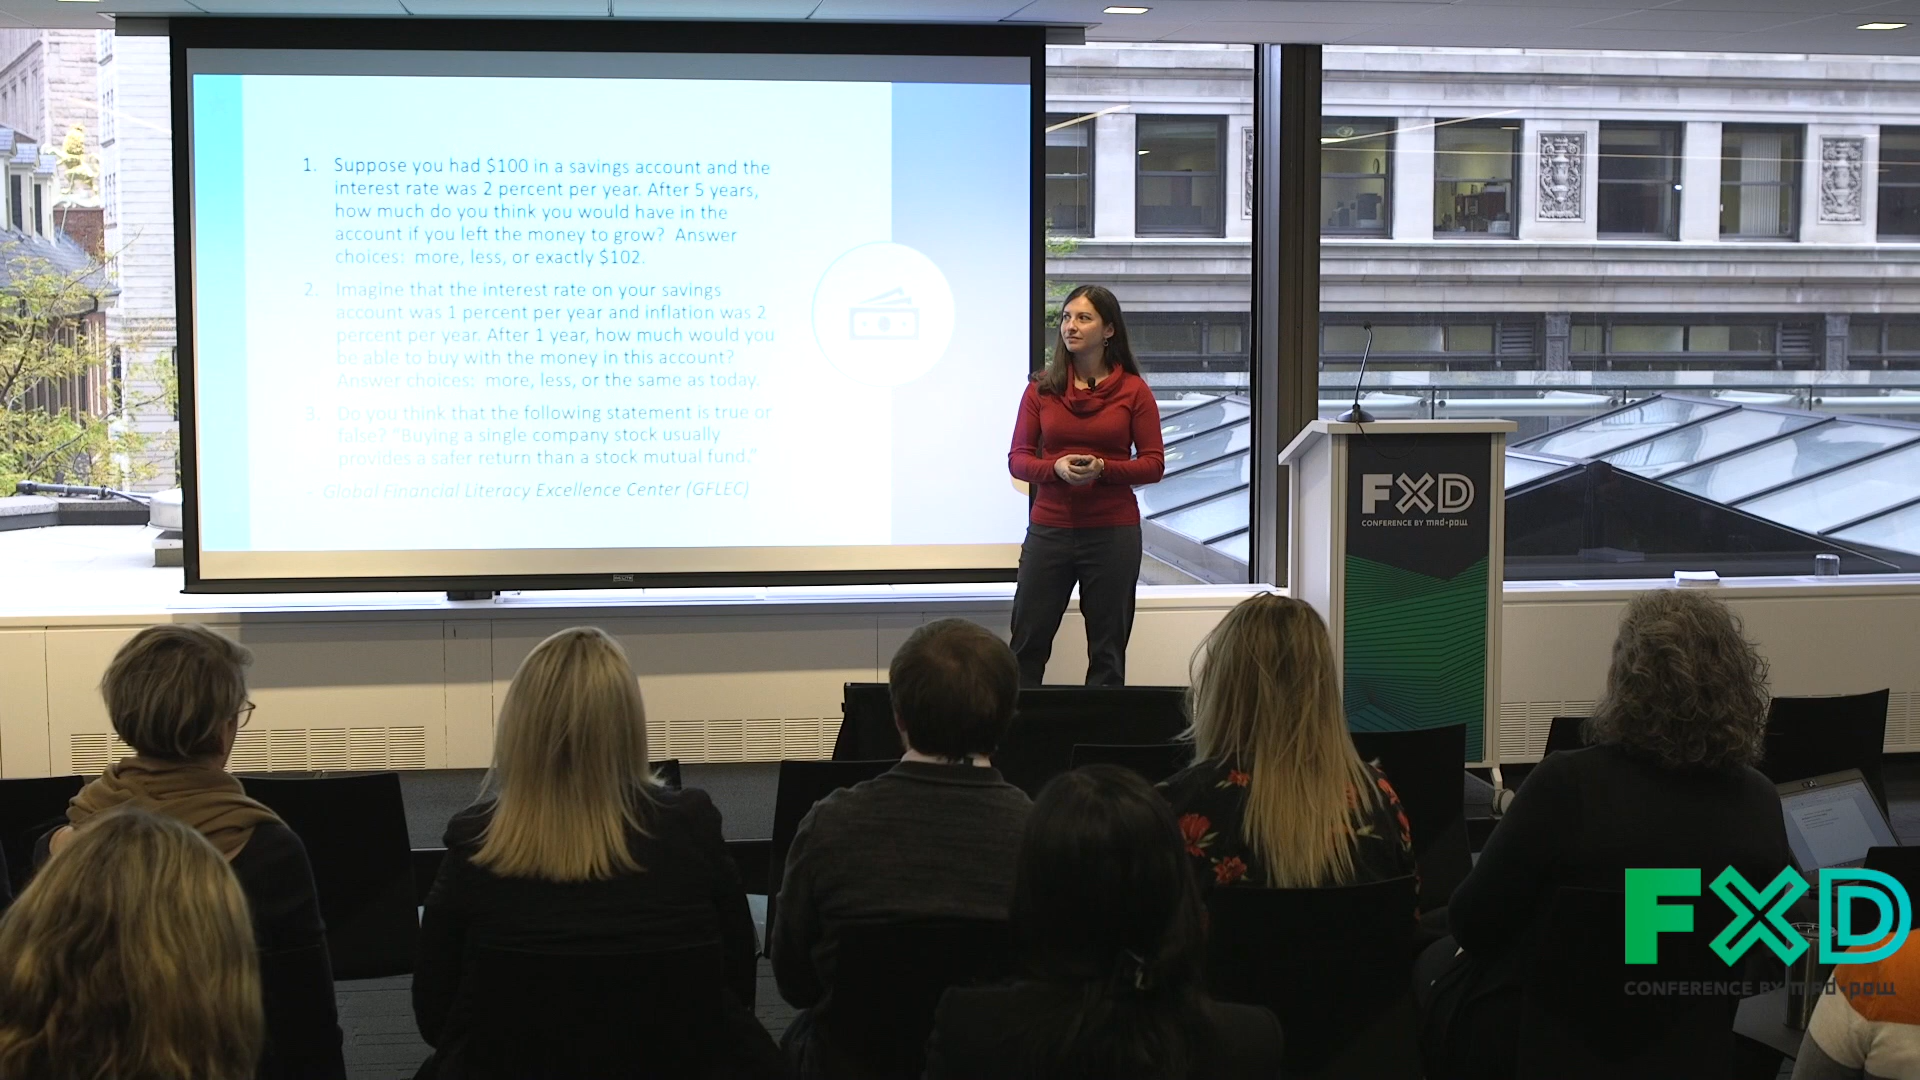 1. Suppose you had $100 in a savings account and the
interest rate was 2 percent per year. After 5 years,
how much do you think you would have in the
account if you left the money to grow? Answer
choices: more, less, or exactly $102.
2. Imagine that the interest rate on your savings
account was 1 percent per year and inflation was 2
percent per year. After 1 year, how much would you
be able to buy with the money in this account?
Answer choices: more, less, or the same as today.
3. Do you think that the following statement is true or
false? "Buying a single company stock usually
provides a safer return than a stock mutual fund."
- Global Financial Literacy Excellence Center (GFLEC)
FXD
CONFERENCE BY mad•pow
FXD
CONFERENCE BY mad•pow